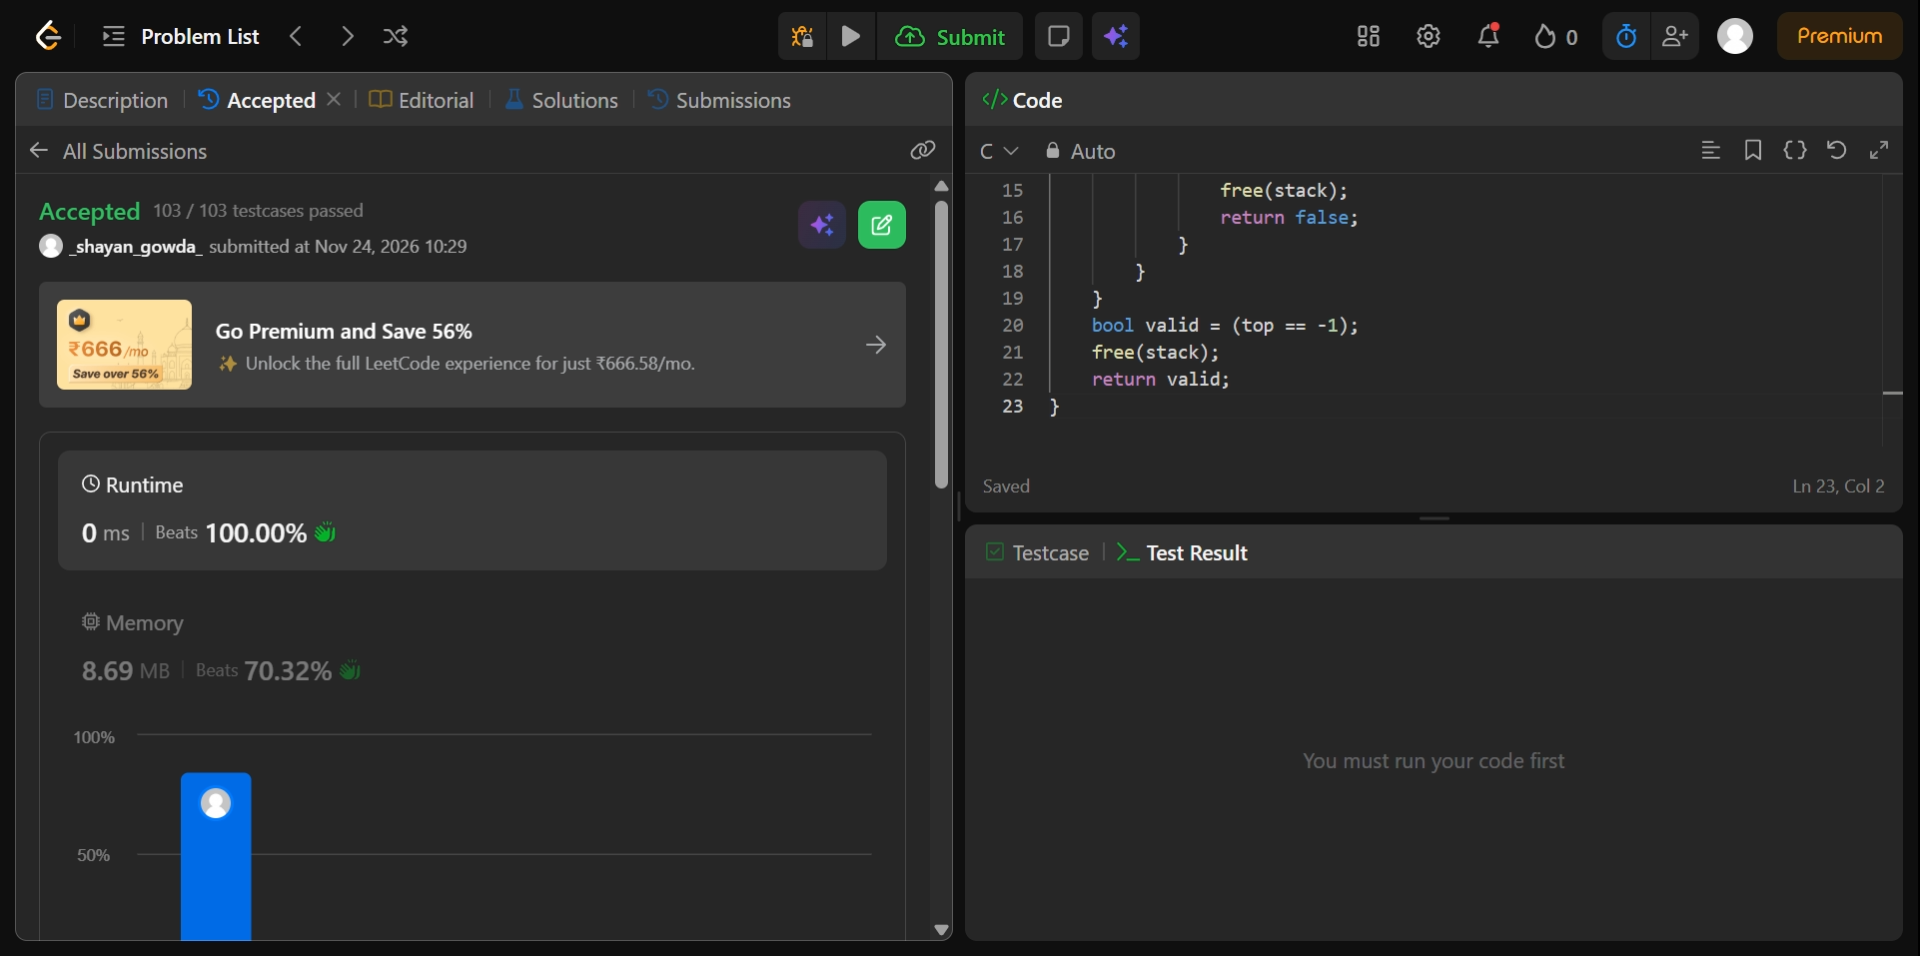 Problem List
Submit
0
Premium
Description
Accepted
Editorial
Solutions
Submissions
All Submissions
Accepted 103 / 103 testcases passed
_shayan_gowda_ submitted at Nov 24, 2026 10:29
₹666/mo
Save over 56%
Go Premium and Save 56%
✨ Unlock the full LeetCode experience for just ₹666.58/mo.
Runtime
0 ms | Beats 100.00%
Memory
8.69 MB | Beats 70.32%
100%
50%
</> Code
C
Auto
15 free(stack);
16 return false;
17 }
18 }
19 }
20 bool valid = (top == -1);
21 free(stack);
22 return valid;
23 }
Saved
Ln 23, Col 2
Testcase
>_ Test Result
You must run your code first